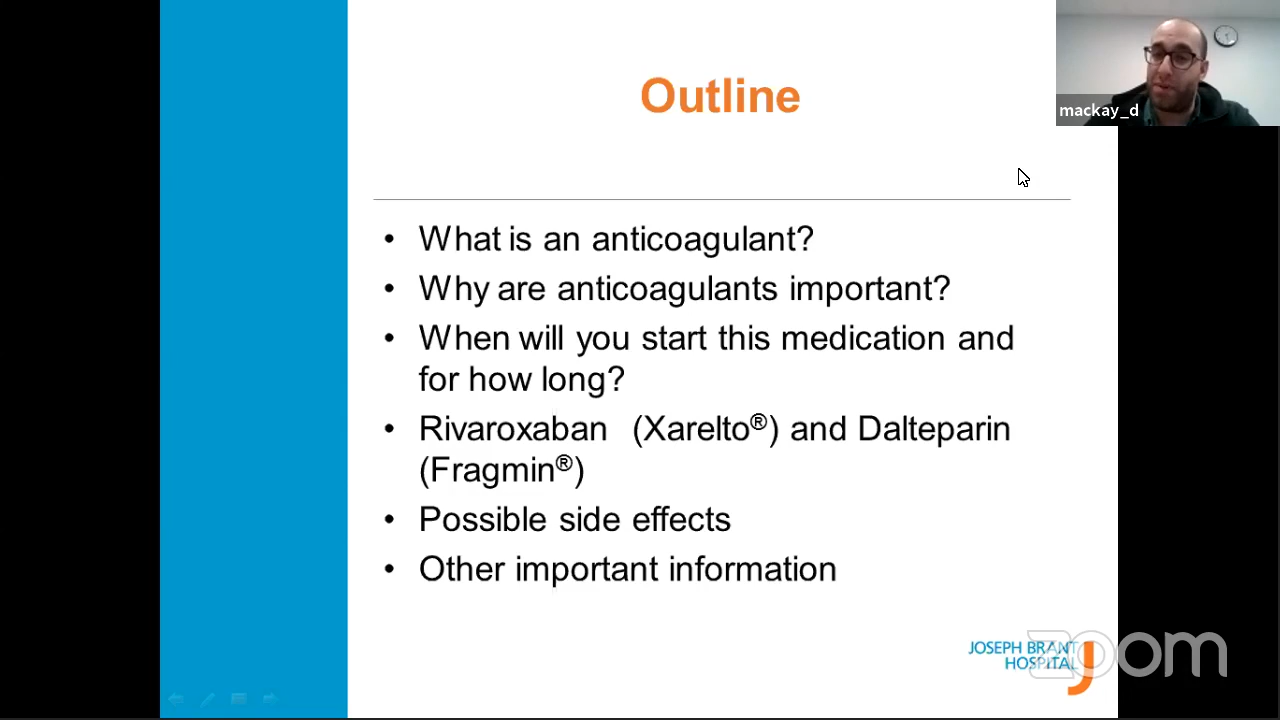 Outline
mackay_d
• What is an anticoagulant?
• Why are anticoagulants important?
• When will you start this medication and
for how long?
• Rivaroxaban (Xarelto®) and Dalteparin
(Fragmin®)
• Possible side effects
• Other important information
JOSEPH BRANT
HOSPITAL
zoom